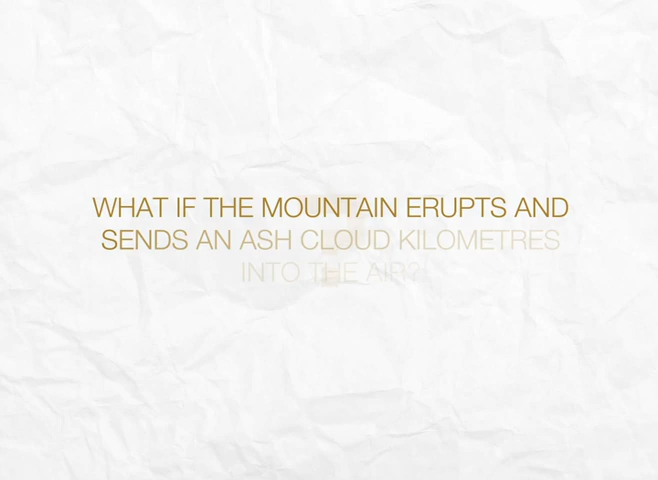 WHAT IF THE MOUNTAIN ERUPTS AND
SENDS AN ASH CLOUD KILOMETRES
INTO THE AIR?